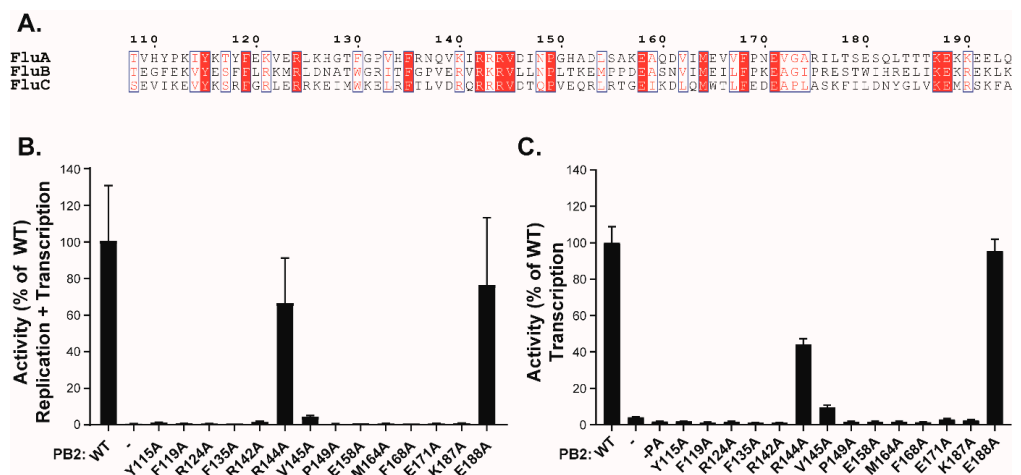 A.
110 120 130 140 150 160 170 180 190
FluA TVHYPKIYKTYFEKVERLKHGTFGPVHFRNQVKIRRRVDINPGHADLSAKEAQDVIMEVVFPNEVGARILTSESQLTTTKEKKEELQ
FluB TEGFEKVYESFFLRKMRLDNATWGRITFGPVERVRRRVLLNPLTKEMPPDEASNVIMEILFPKEAGIPRESTWIHRELIKEKREKLK
FluC SEVIKEVYKSRFGRLERRKEIMWKELRFTLVDRQRRRVDTQPVEQRLRTGEIKDLQMWTLFEDEAPLASKFILDNYGLVKEMRSKFA
B.
Activity (% of WT)
Replication + Transcription
140
120
100
80
60
40
20
0
PB2: WT - Y115A F119A R124A F135A R142A R144A V145A P149A E158A M164A F168A E171A K187A E188A
C.
Activity (% of WT)
Transcription
140
120
100
80
60
40
20
0
PB2: WT - -PA Y115A F119A R124A F135A R142A R144A V145A P149A E158A M164A F168A E171A K187A E188A